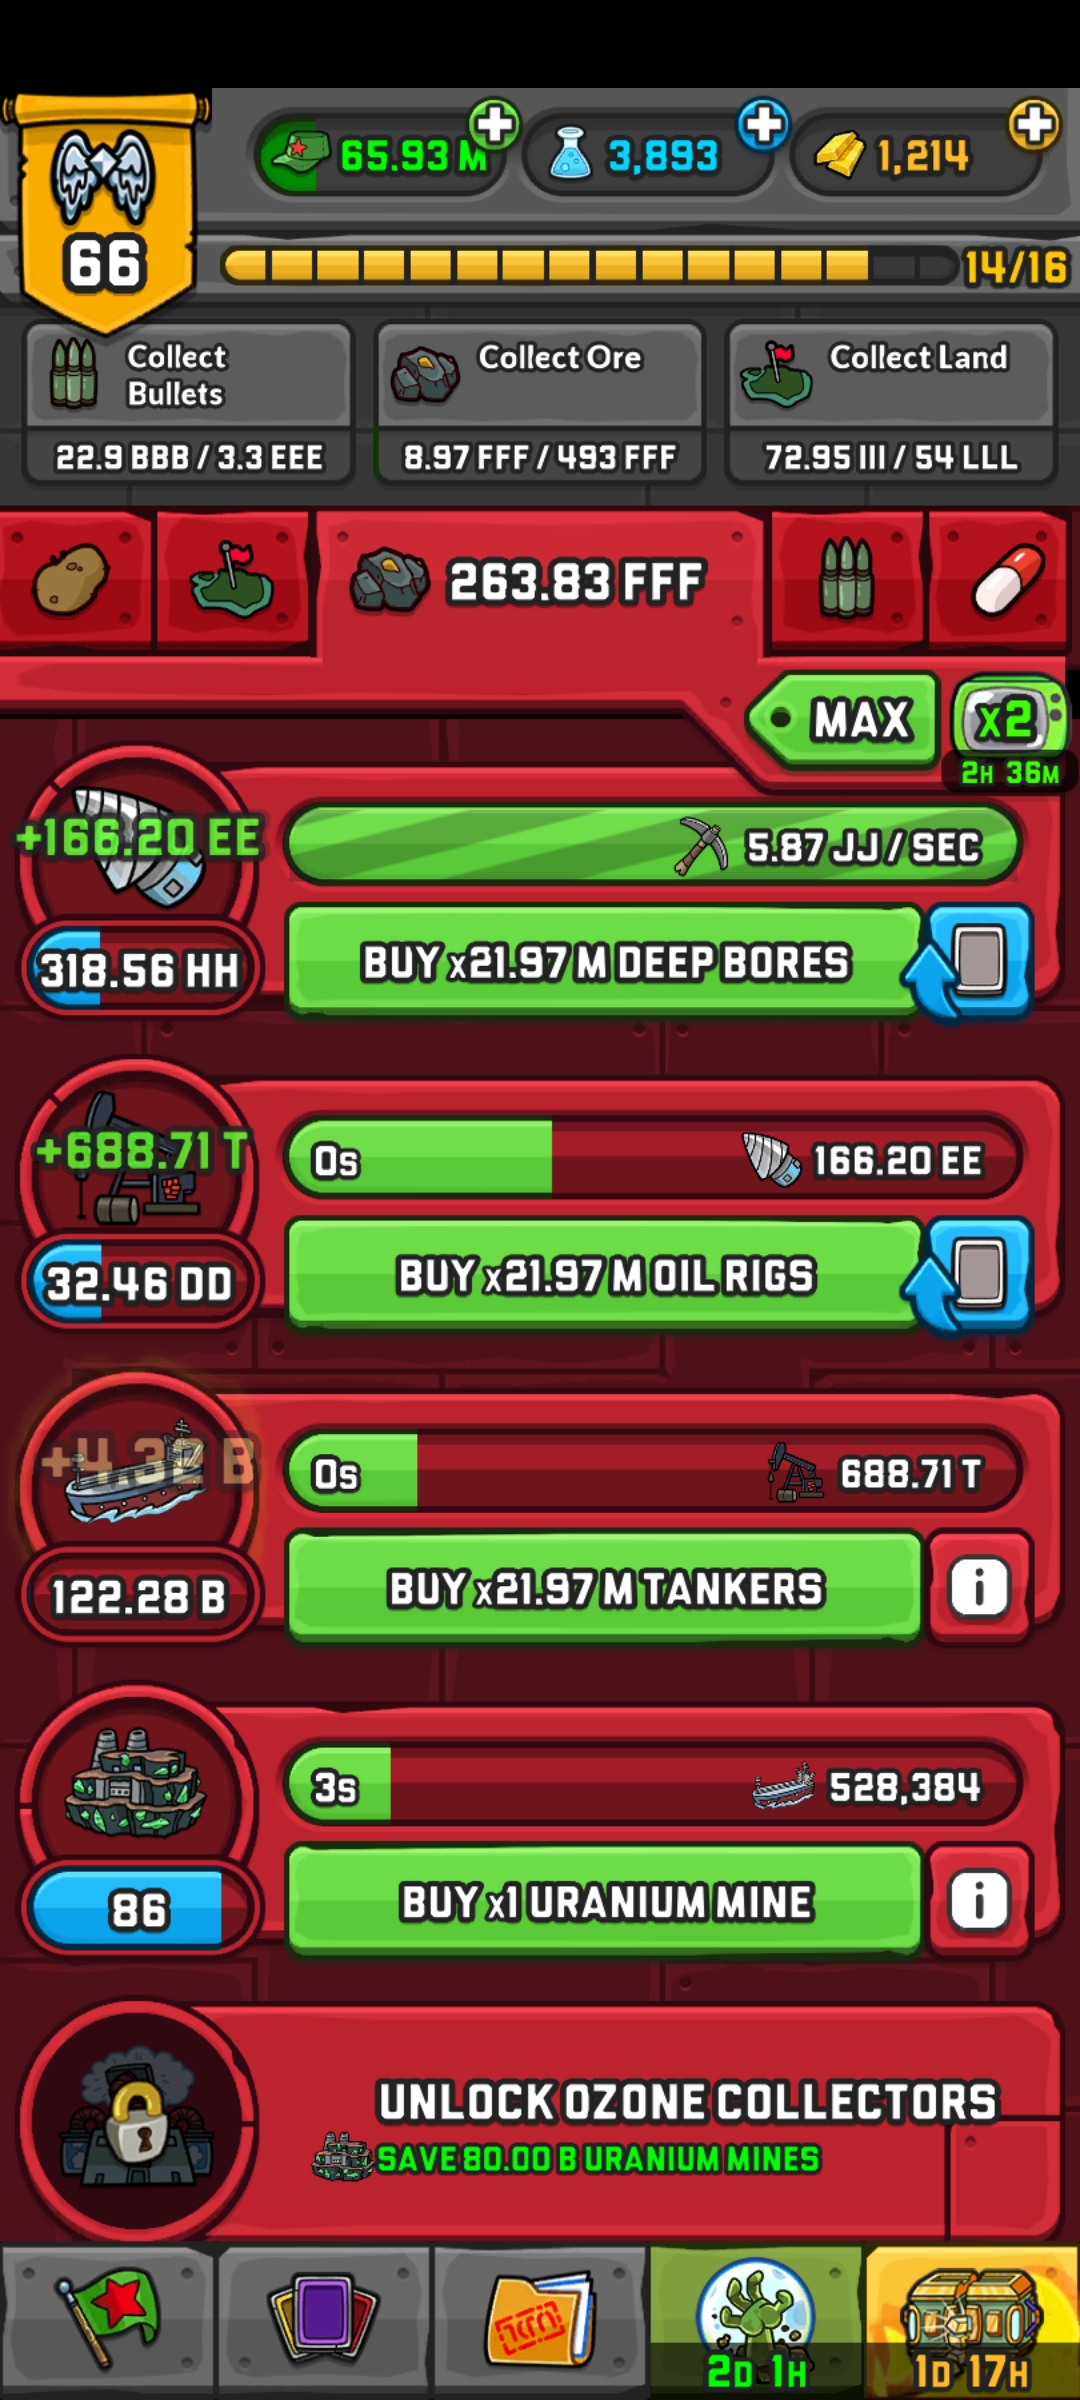 65.93 M
3,893
1,214
66
14/16
Collect
Bullets
Collect Ore
Collect Land
22.9 BBB / 3.3 EEE
8.97 FFF / 493 FFF
72.95 III / 54 LLL
263.83 FFF
MAX
x2
2H 36M
+166.20 EE
5.87 JJ / SEC
318.56 HH
BUY x21.97 M DEEP BORES
+688.71 T
0s
166.20 EE
32.46 DD
BUY x21.97 M OIL RIGS
+4.32 B
0s
688.71 T
122.28 B
BUY x21.97 M TANKERS
i
3s
528,384
86
BUY x1 URANIUM MINE
i
UNLOCK OZONE COLLECTORS
SAVE 80.00 B URANIUM MINES
2D 1H
1D 17H